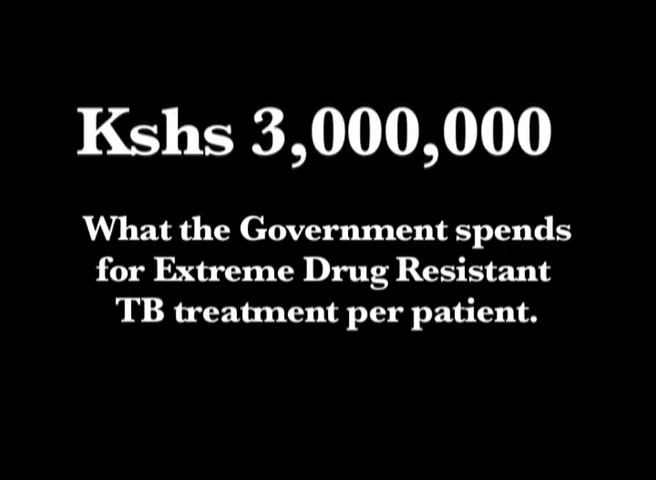 Kshs 3,000,000
What the Government spends
for Extreme Drug Resistant
TB treatment per patient.